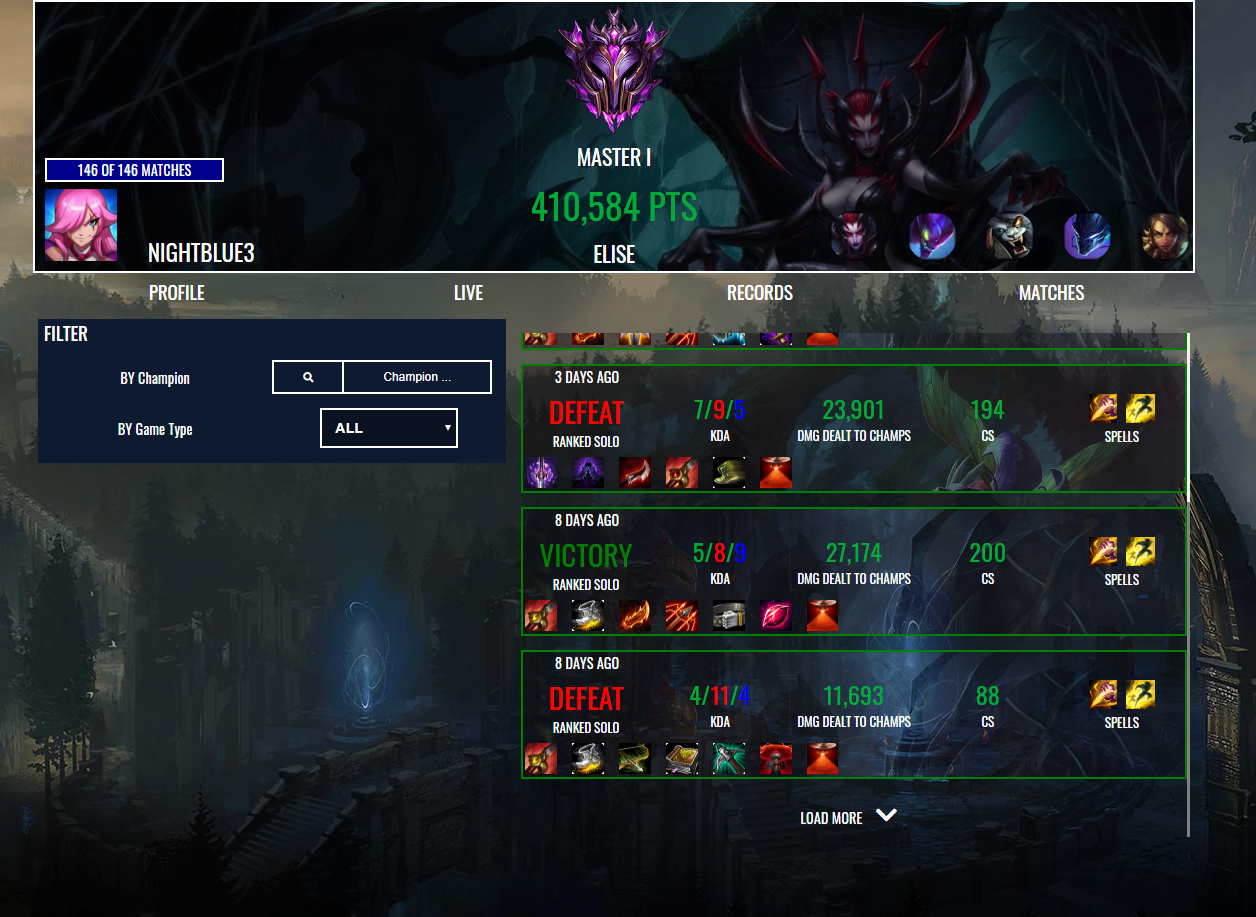 MASTER I
146 OF 146 MATCHES
410,584 PTS
NIGHTBLUE3
ELISE
PROFILE LIVE RECORDS MATCHES
FILTER
BY Champion Champion ...
BY Game Type ALL
3 DAYS AGO
DEFEAT 7/9/5 23,901 194
RANKED SOLO KDA DMG DEALT TO CHAMPS CS SPELLS
8 DAYS AGO
VICTORY 5/8/9 27,174 200
RANKED SOLO KDA DMG DEALT TO CHAMPS CS SPELLS
8 DAYS AGO
DEFEAT 4/11/4 11,693 88
RANKED SOLO KDA DMG DEALT TO CHAMPS CS SPELLS
LOAD MORE